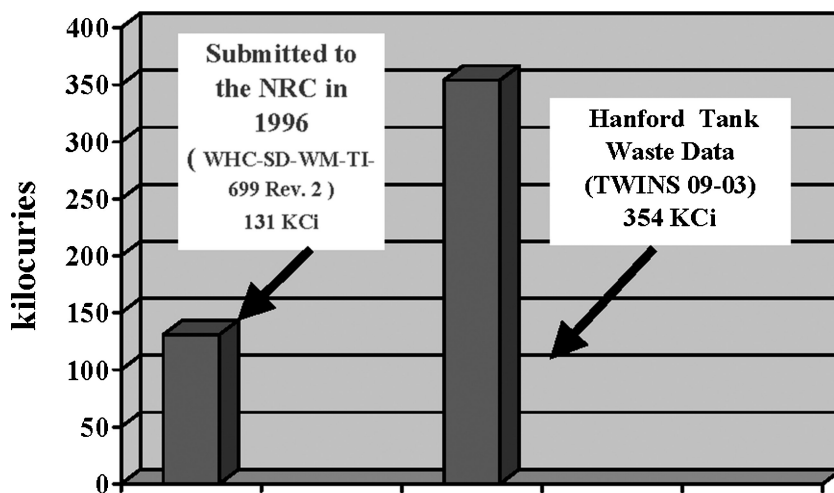 400
350
300
250
200
150
100
50
0
kilocuries
Submitted to
the NRC in
1996
( WHC-SD-WM-TI-
699 Rev. 2 )
131 KCi
Hanford Tank
Waste Data
(TWINS 09-03)
354 KCi